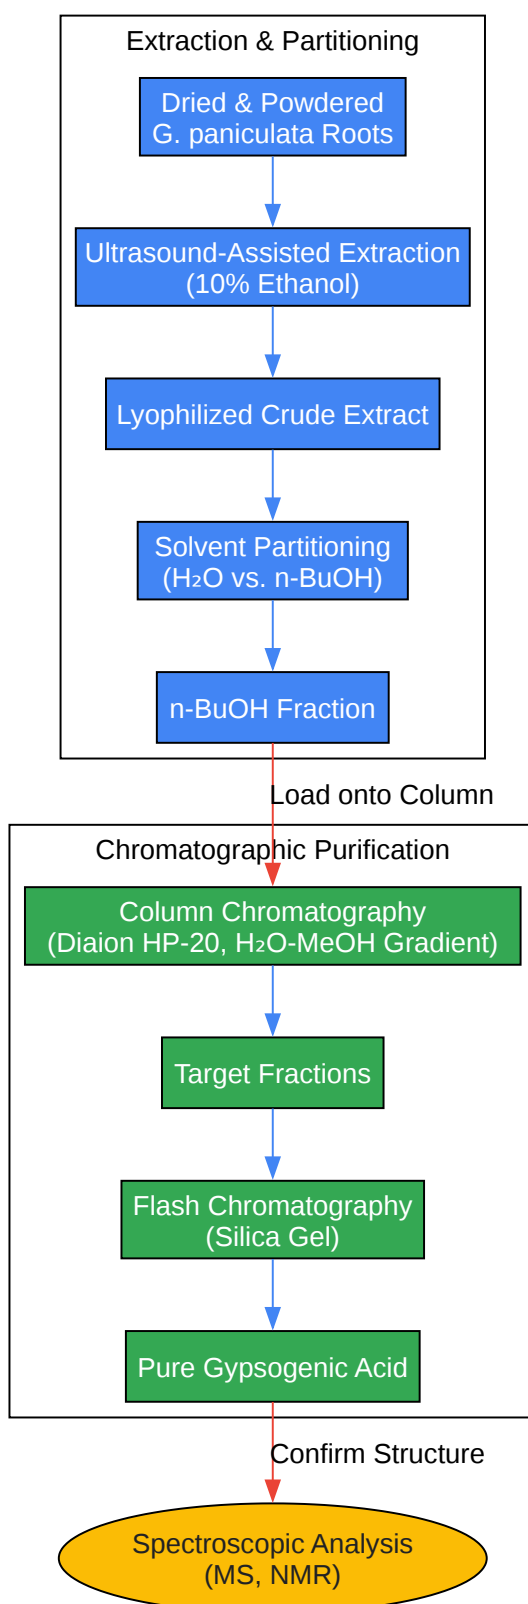 Extraction & Partitioning
Dried & Powdered
G. paniculata Roots
Ultrasound-Assisted Extraction
(10% Ethanol)
Lyophilized Crude Extract
Solvent Partitioning
(H₂O vs. n-BuOH)
n-BuOH Fraction
Load onto Column
Chromatographic Purification
Column Chromatography
(Diaion HP-20, H₂O-MeOH Gradient)
Target Fractions
Flash Chromatography
(Silica Gel)
Pure Gypsogenic Acid
Confirm Structure
Spectroscopic Analysis
(MS, NMR)